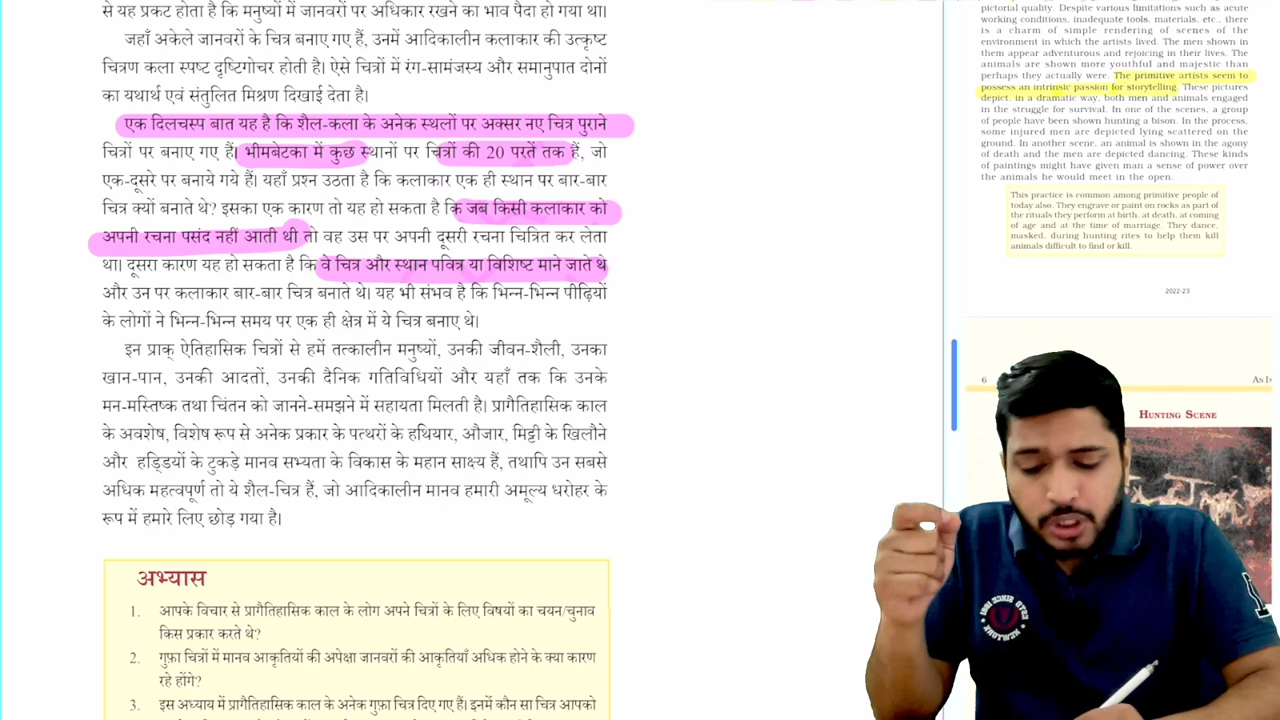 से यह प्रकट होता है कि मनुष्यों में जानवरों पर अधिकार रखने का भाव पैदा हो गया था।
जहाँ अकेले जानवरों के चित्र बनाए गए हैं, उनमें आदिकालीन कलाकार की उत्कृष्ट
चित्रण कला स्पष्ट दृष्टिगोचर होती है। ऐसे चित्रों में रंग-सामंजस्य और समानुपात दोनों
का यथार्थ एवं संतुलित मिश्रण दिखाई देता है।
एक दिलचस्प बात यह है कि शैल-कला के अनेक स्थलों पर अक्सर नए चित्र पुराने
चित्रों पर बनाए गए हैं। भीमबेटका में कुछ स्थानों पर चित्रों की 20 परतें तक हैं, जो
एक-दूसरे पर बनाये गये हैं। यहाँ प्रश्न उठता है कि कलाकार एक ही स्थान पर बार-बार
चित्र क्यों बनाते थे? इसका एक कारण तो यह हो सकता है कि जब किसी कलाकार को
अपनी रचना पसंद नहीं आती थी तो वह उस पर अपनी दूसरी रचना चित्रित कर लेता
था। दूसरा कारण यह हो सकता है कि वे चित्र और स्थान पवित्र या विशिष्ट माने जाते थे
और उन पर कलाकार बार-बार चित्र बनाते थे। यह भी संभव है कि भिन्न-भिन्न पीढ़ियों
के लोगों ने भिन्न-भिन्न समय पर एक ही क्षेत्र में ये चित्र बनाए थे।
इन प्राक् ऐतिहासिक चित्रों से हमें तत्कालीन मनुष्यों, उनकी जीवन-शैली, उनका
खान-पान, उनकी आदतों, उनकी दैनिक गतिविधियों और यहाँ तक कि उनके
मन-मस्तिष्क तथा चिंतन को जानने-समझने में सहायता मिलती है। प्रागैतिहासिक काल
के अवशेष, विशेष रूप से अनेक प्रकार के पत्थरों के हथियार, औजार, मिट्टी के खिलौने
और हड्डियों के टुकड़े मानव सभ्यता के विकास के महान साक्ष्य हैं, तथापि उन सबसे
अधिक महत्वपूर्ण तो ये शैल-चित्र हैं, जो आदिकालीन मानव हमारी अमूल्य धरोहर के
रूप में हमारे लिए छोड़ गया है।
अभ्यास
1. आपके विचार से प्रागैतिहासिक काल के लोग अपने चित्रों के लिए विषयों का चयन/चुनाव
किस प्रकार करते थे?
2. गुफ़ा चित्रों में मानव आकृतियों की अपेक्षा जानवरों की आकृतियाँ अधिक होने के क्या कारण
रहे होंगे?
3. इस अध्याय में प्रागैतिहासिक काल के अनेक गुफ़ा चित्र दिए गए हैं। इनमें कौन सा चित्र आपको
pictorial quality. Despite various limitations such as acute
working conditions, inadequate tools, materials, etc., there
is a charm of simple rendering of scenes of the
environment in which the artists lived. The men shown in
them appear adventurous and rejoicing in their lives. The
animals are shown more youthful and majestic than
perhaps they actually were. The primitive artists seem to
possess an intrinsic passion for storytelling. These pictures
depict, in a dramatic way, both men and animals engaged
in the struggle for survival. In one of the scenes, a group
of people have been shown hunting a bison. In the process,
some injured men are depicted lying scattered on the
ground. In another scene, an animal is shown in the agony
of death and the men are depicted dancing. These kinds
of paintings might have given man a sense of power over
the animals he would meet in the open.
This practice is common among primitive people of
today also. They engrave or paint on rocks as part of
the rituals they perform at birth, at death, at coming
of age and at the time of marriage. They dance,
masked, during hunting rites to help them kill
animals difficult to find or kill.
2022-23
6
HUNTING SCENE